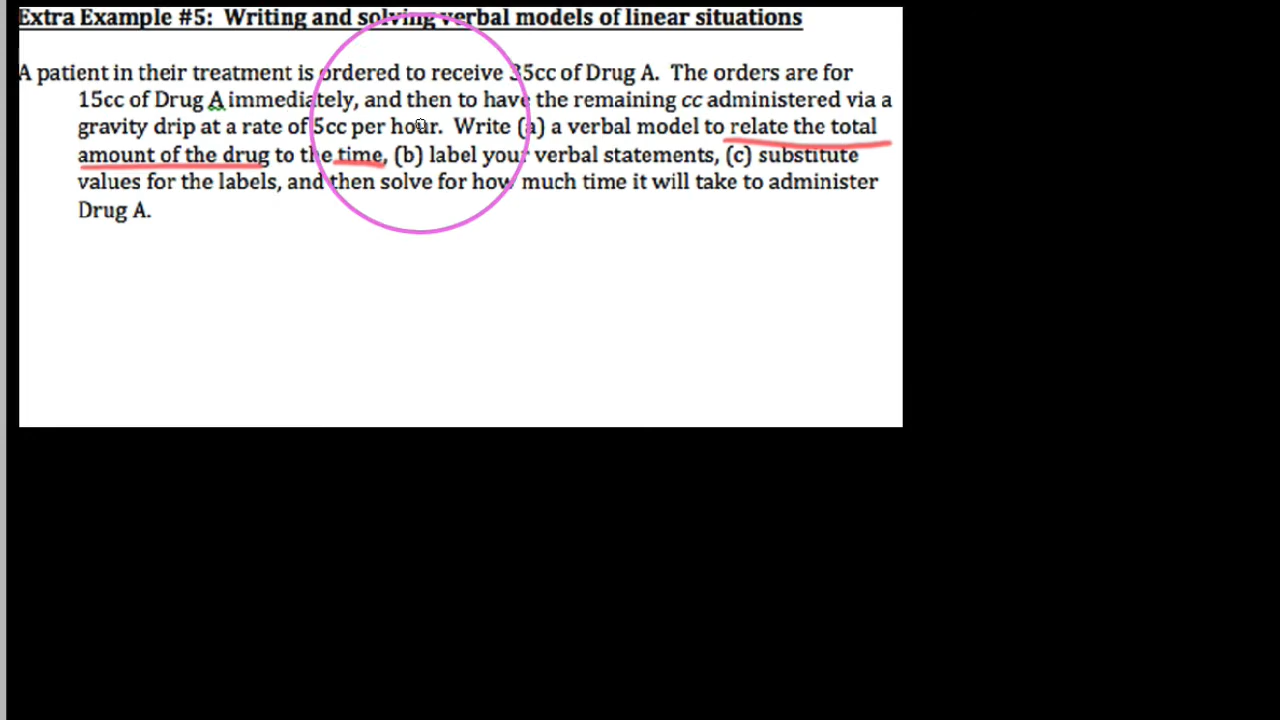 Extra Example #5: Writing and solving verbal models of linear situations
A patient in their treatment is ordered to receive 35cc of Drug A. The orders are for
15cc of Drug A immediately, and then to have the remaining cc administered via a
gravity drip at a rate of 5cc per hour. Write (a) a verbal model to relate the total
amount of the drug to the time, (b) label your verbal statements, (c) substitute
values for the labels, and then solve for how much time it will take to administer
Drug A.